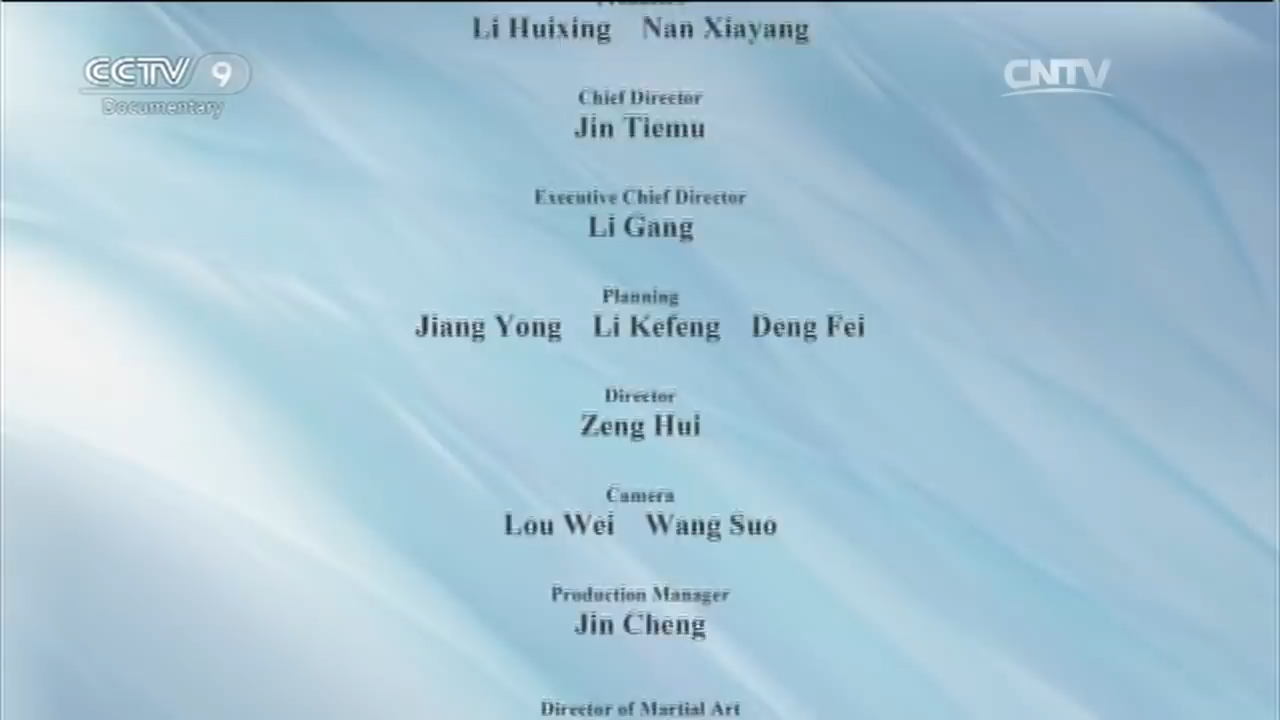 Li Huixing Nan Xiayang
CCTV 9
Documentary
CNTV
Chief Director
Jin Tiemu
Executive Chief Director
Li Gang
Planning
Jiang Yong Li Kefeng Deng Fei
Director
Zeng Hui
Camera
Lou Wei Wang Suo
Production Manager
Jin Cheng
Director of Martial Art